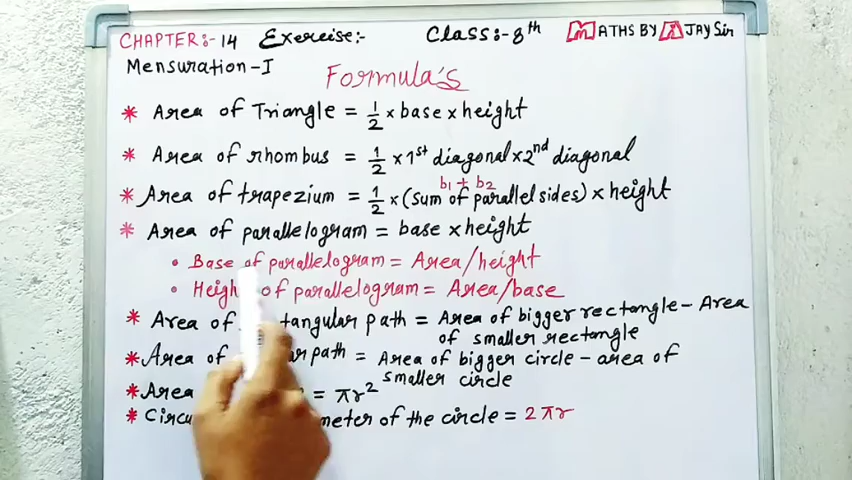 CHAPTER:- 14 Exercise:- Class:- 8th MATHS BY AJAY Sir
Mensuration-I
Formula's
* Area of Triangle = 1/2 × base × height
* Area of rhombus = 1/2 × 1st diagonal × 2nd diagonal
b1 + b2
* Area of trapezium = 1/2 × (sum of parallel sides) × height
* Area of parallelogram = base × height
• Base of parallelogram = Area/height
• Height of parallelogram = Area/base
* Area of tangular path = Area of bigger rectangle - Area
of smaller rectangle
* Area of ar path = Area of bigger circle - area of
smaller circle
* Area = πr²
* Circu meter of the circle = 2πr